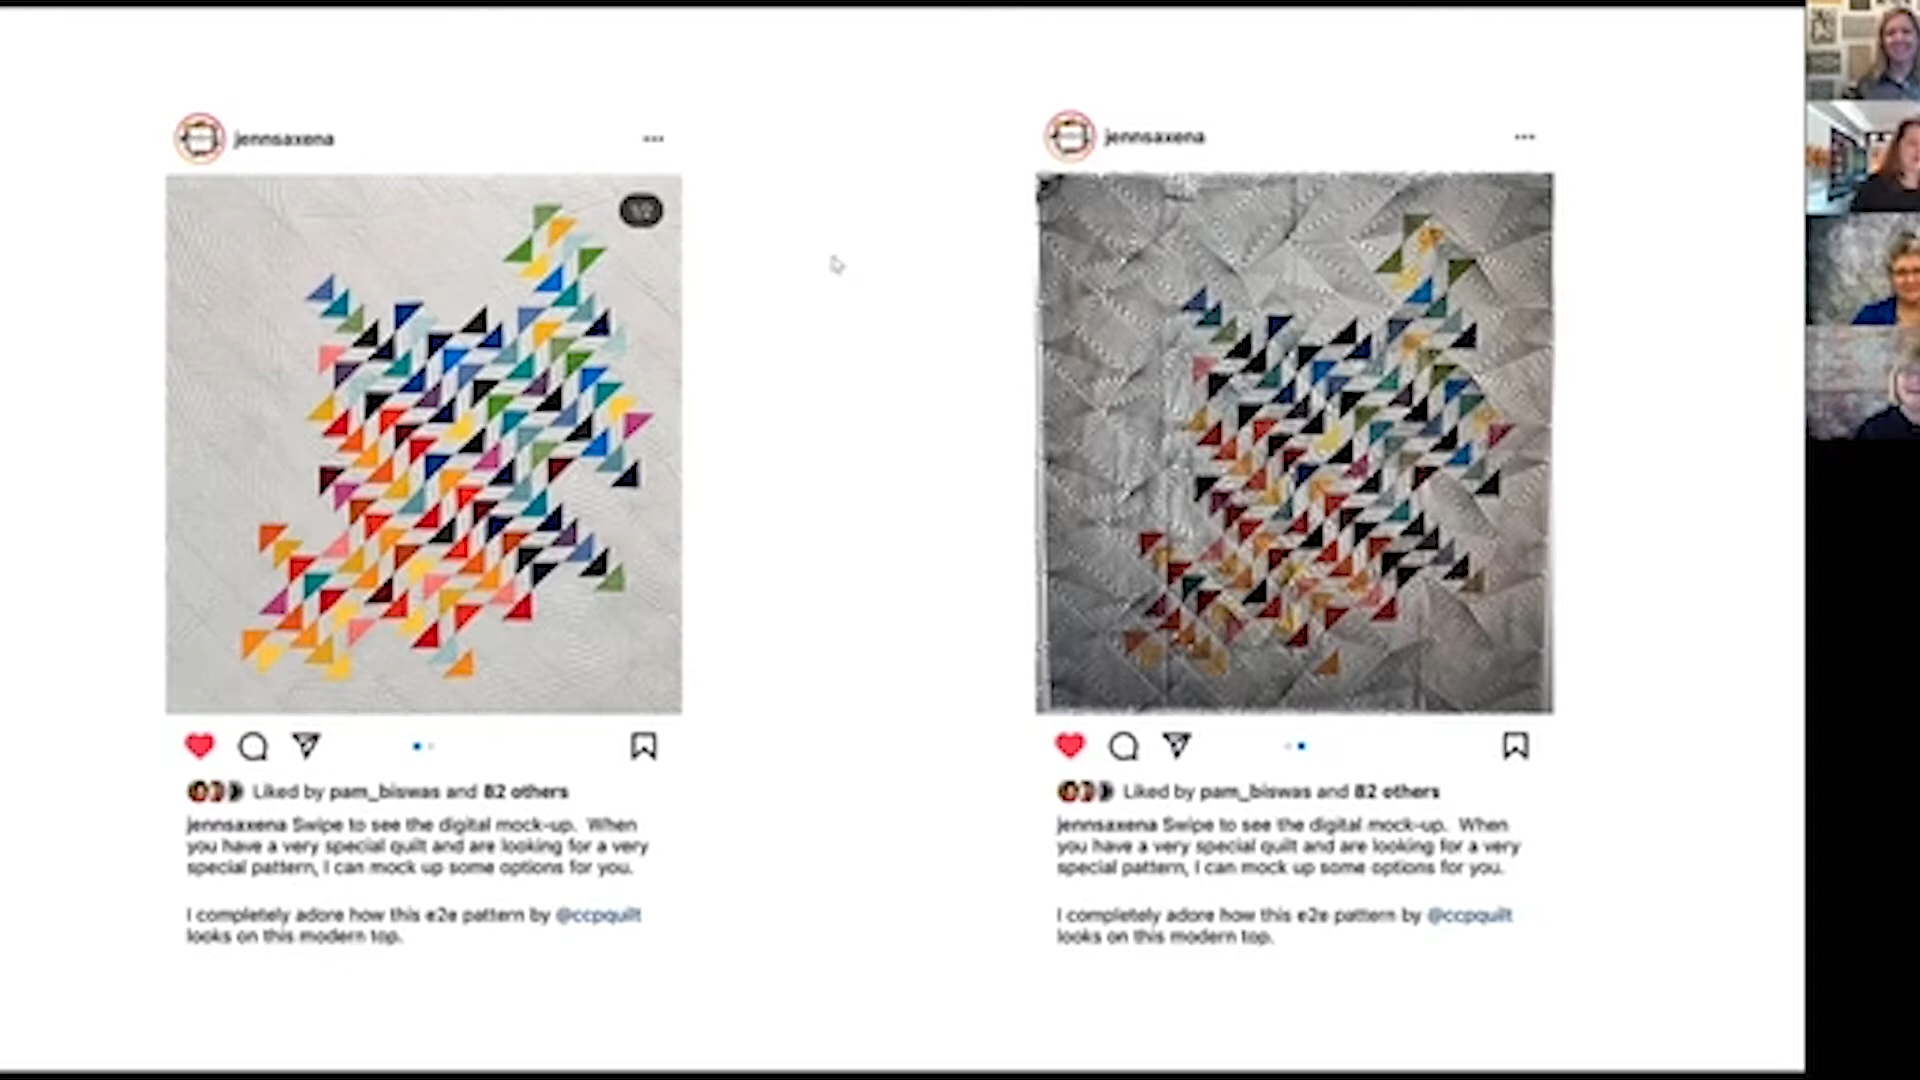 jennsaxena
1/2
Liked by pam_biswas and 82 others
jennsaxena Swipe to see the digital mock-up. When
you have a very special quilt and are looking for a very
special pattern, I can mock up some options for you.
I completely adore how this e2e pattern by @ccpquilt
looks on this modern top.
jennsaxena
Liked by pam_biswas and 82 others
jennsaxena Swipe to see the digital mock-up. When
you have a very special quilt and are looking for a very
special pattern, I can mock up some options for you.
I completely adore how this e2e pattern by @ccpquilt
looks on this modern top.